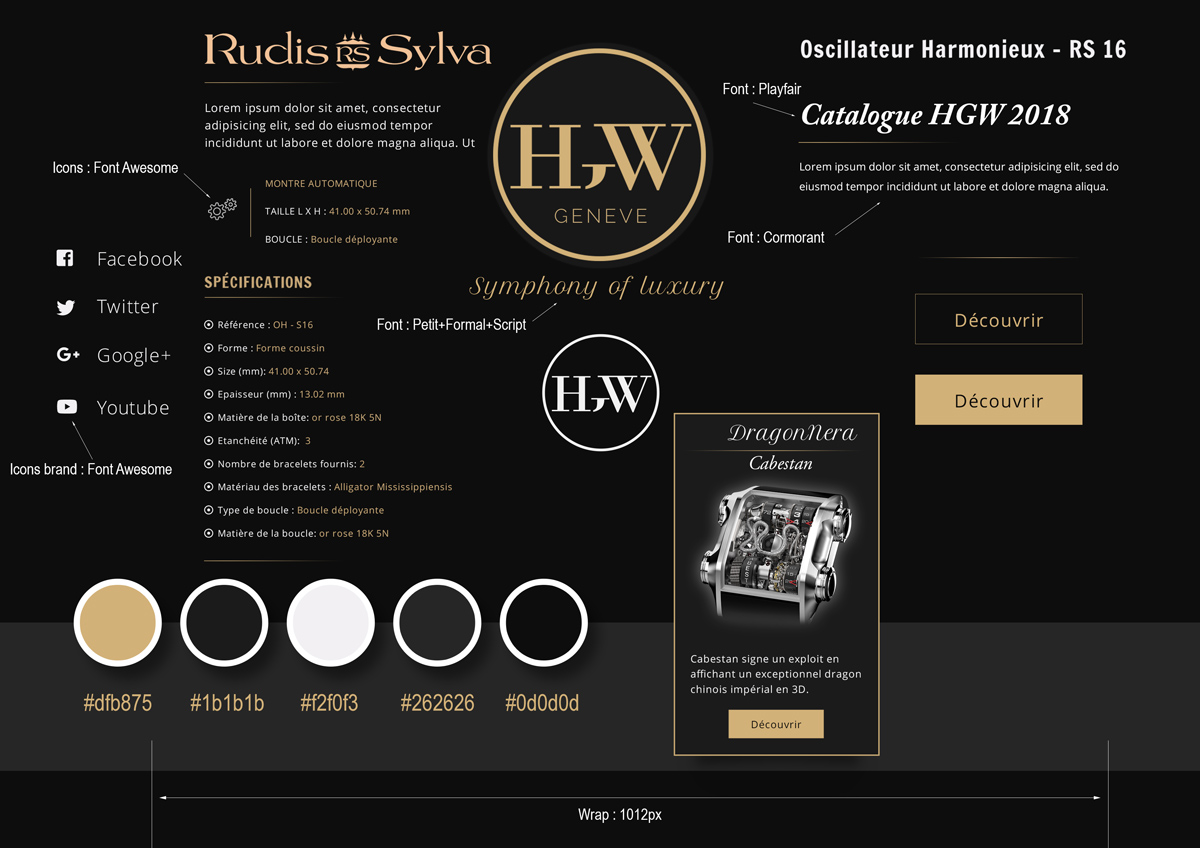 Rudis RS Sylva
Lorem ipsum dolor sit amet, consectetur
adipisicing elit, sed do eiusmod tempor
incididunt ut labore et dolore magna aliqua. Ut
Icons : Font Awesome
MONTRE AUTOMATIQUE
TAILLE L X H : 41.00 x 50.74 mm
BOUCLE : Boucle déployante
Facebook
Twitter
Google+
Youtube
Icons brand : Font Awesome
SPÉCIFICATIONS
Référence : OH - S16
Forme : Forme coussin
Size (mm): 41.00 x 50.74
Epaisseur (mm) : 13.02 mm
Matière de la boîte: or rose 18K 5N
Etanchéité (ATM): 3
Nombre de bracelets fournis: 2
Matériau des bracelets : Alligator Mississippiensis
Type de boucle : Boucle déployante
Matière de la boucle: or rose 18K 5N
HGW
GENEVE
Symphony of luxury
Font : Petit+Formal+Script
HGW
Oscillateur Harmonieux - RS 16
Font : Playfair
Catalogue HGW 2018
Lorem ipsum dolor sit amet, consectetur adipisicing elit, sed do
eiusmod tempor incididunt ut labore et dolore magna aliqua.
Font : Cormorant
Découvrir
Découvrir
DragonNera
Cabestan
Cabestan signe un exploit en
affichant un exceptionnel dragon
chinois impérial en 3D.
Découvrir
#dfb875
#1b1b1b
#f2f0f3
#262626
#0d0d0d
Wrap : 1012px